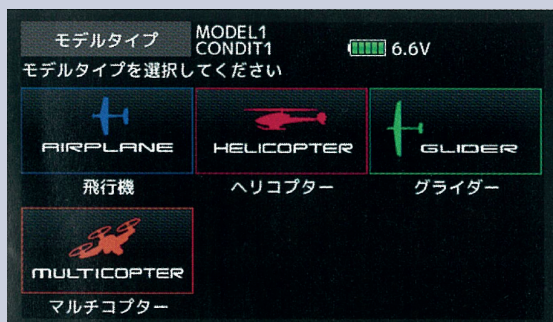 モデルタイプ
MODEL1
CONDIT1
6.6V
モデルタイプを選択してください
AIRPLANE
HELICOPTER
GLIDER
飛行機
ヘリコプター
グライダー
MULTICOPTER
マルチコプター